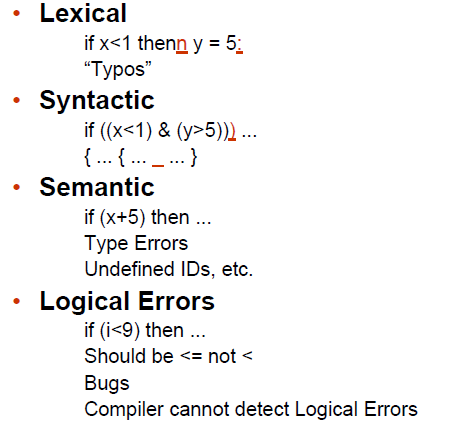 • Lexical
if x<1 thenn y = 5:
“Typos”
• Syntactic
if ((x<1) & (y>5))) ...
{ ... { ... _ ... }
• Semantic
if (x+5) then ...
Type Errors
Undefined IDs, etc.
• Logical Errors
if (i<9) then ...
Should be <= not <
Bugs
Compiler cannot detect Logical Errors